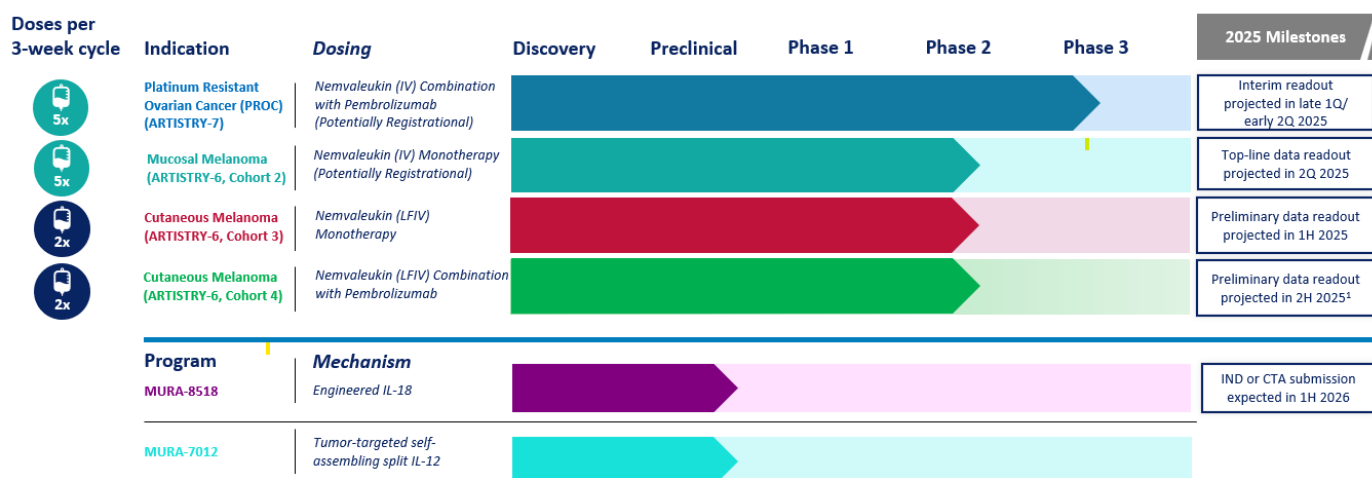 Doses per
3-week cycle
Indication
Dosing
Discovery
Preclinical
Phase 1
Phase 2
Phase 3
2025 Milestones
5x
Platinum Resistant
Ovarian Cancer (PROC)
(ARTISTRY-7)
Nemvaleukin (IV) Combination
with Pembrolizumab
(Potentially Registrational)
Interim readout
projected in late 1Q/
early 2Q 2025
5x
Mucosal Melanoma
(ARTISTRY-6, Cohort 2)
Nemvaleukin (IV) Monotherapy
(Potentially Registrational)
Top-line data readout
projected in 2Q 2025
2x
Cutaneous Melanoma
(ARTISTRY-6, Cohort 3)
Nemvaleukin (LFIV)
Monotherapy
Preliminary data readout
projected in 1H 2025
2x
Cutaneous Melanoma
(ARTISTRY-6, Cohort 4)
Nemvaleukin (LFIV) Combination
with Pembrolizumab
Preliminary data readout
projected in 2H 2025¹
Program
Mechanism
MURA-8518
Engineered IL-18
IND or CTA submission
expected in 1H 2026
MURA-7012
Tumor-targeted self-
assembling split IL-12